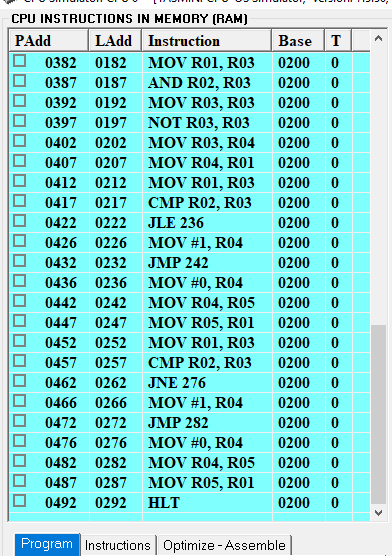 CPU INSTRUCTIONS IN MEMORY (RAM)
PAdd LAdd Instruction Base T
0382 0182 MOV R01, R03 0200 0
0387 0187 AND R02, R03 0200 0
0392 0192 MOV R03, R03 0200 0
0397 0197 NOT R03, R03 0200 0
0402 0202 MOV R03, R04 0200 0
0407 0207 MOV R04, R01 0200 0
0412 0212 MOV R01, R03 0200 0
0417 0217 CMP R02, R03 0200 0
0422 0222 JLE 236 0200 0
0426 0226 MOV #1, R04 0200 0
0432 0232 JMP 242 0200 0
0436 0236 MOV #0, R04 0200 0
0442 0242 MOV R04, R05 0200 0
0447 0247 MOV R05, R01 0200 0
0452 0252 MOV R01, R03 0200 0
0457 0257 CMP R02, R03 0200 0
0462 0262 JNE 276 0200 0
0466 0266 MOV #1, R04 0200 0
0472 0272 JMP 282 0200 0
0476 0276 MOV #0, R04 0200 0
0482 0282 MOV R04, R05 0200 0
0487 0287 MOV R05, R01 0200 0
0492 0292 HLT 0200 0
Program Instructions Optimize - Assemble